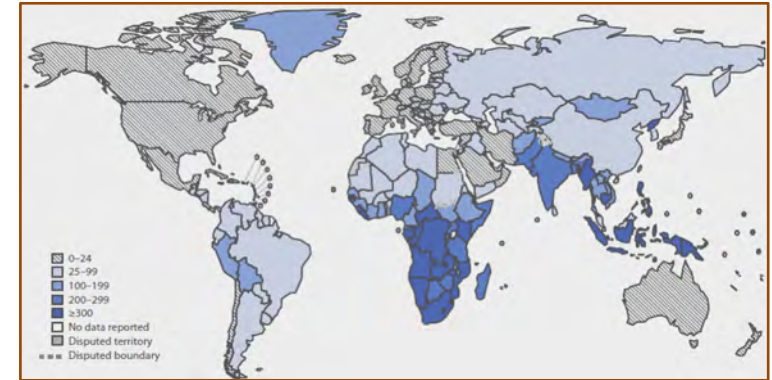 0–24
25–99
100–199
200–299
≥300
No data reported
Disputed territory
Disputed boundary